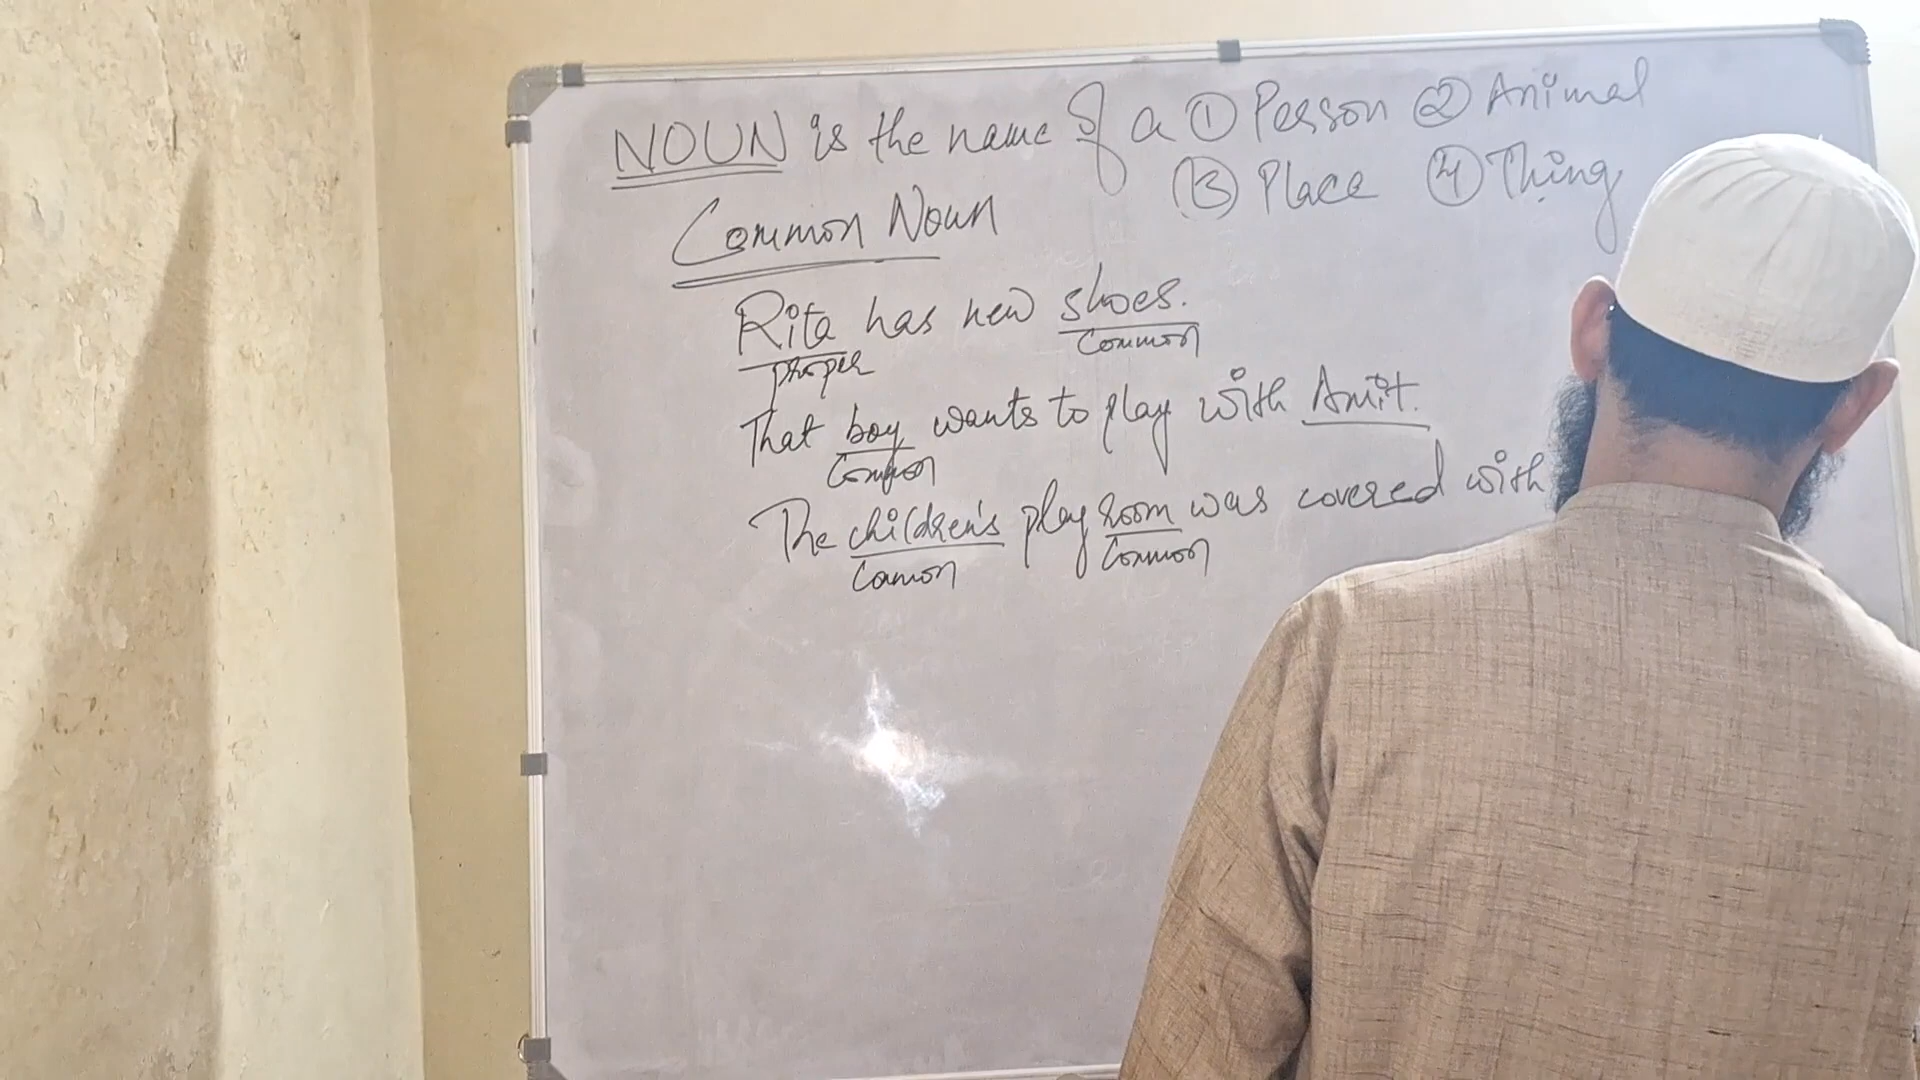 NOUN is the name of a ① Person ② Animal
③ Place ④ Thing
Common Noun
Rita has new shoes.
proper Common
That boy wants to play with Amit.
Common
The children's play room was covered with
Comon Common